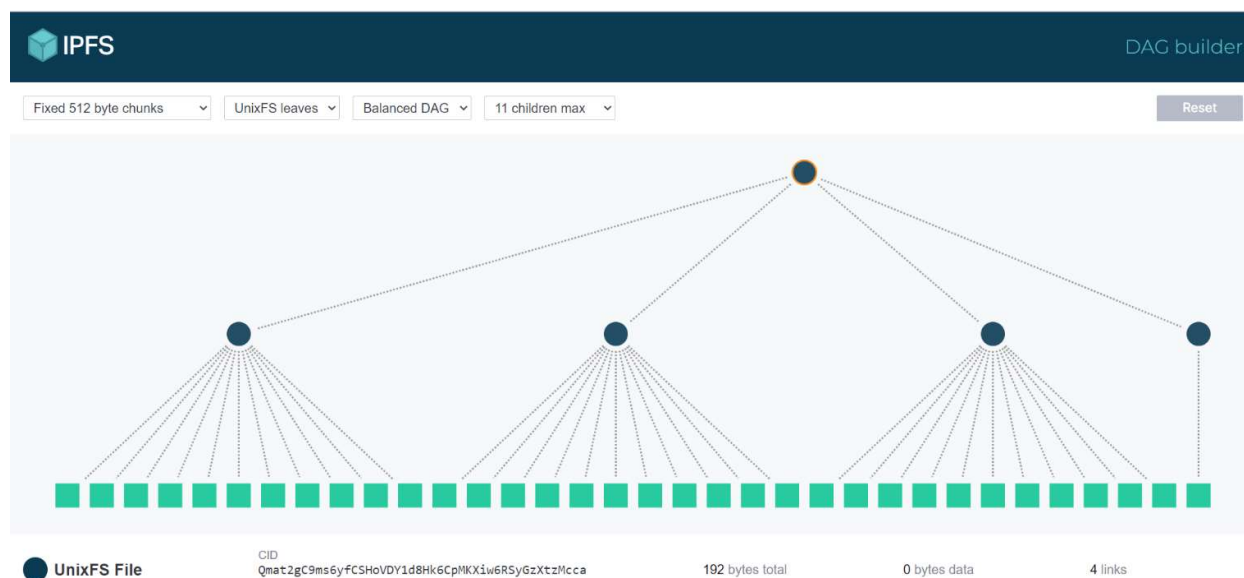 IPFS
DAG builder
Fixed 512 byte chunks UnixFS leaves Balanced DAG 11 children max Reset
CID
UnixFS File Qmat2gC9ms6yfCSHoVDY1d8Hk6CpMKXiw6RSyGzXtzMcca 192 bytes total 0 bytes data 4 links